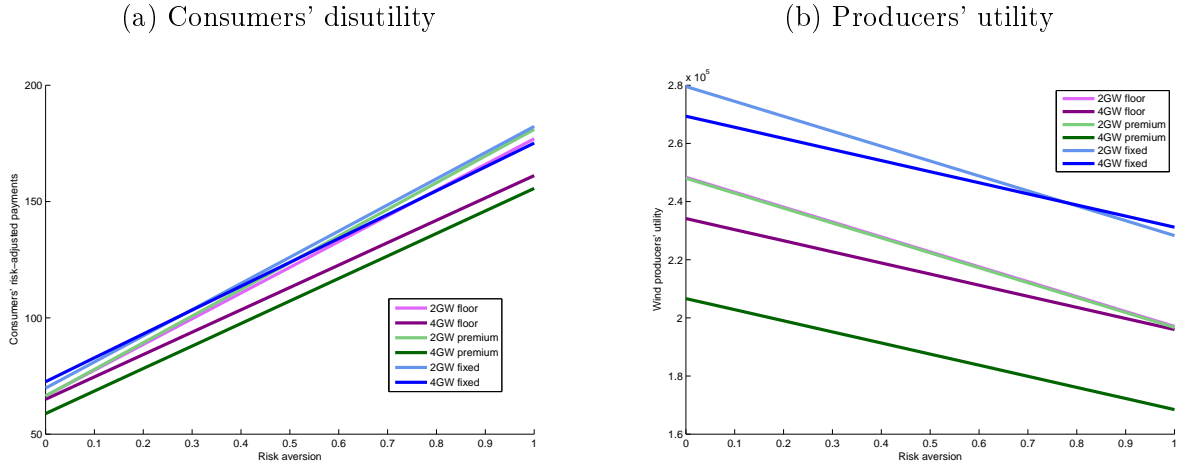 (a) Consumers' disutility
(b) Producers' utility
200
150
100
50
Consumers' risk-adjusted payments
0 0.1 0.2 0.3 0.4 0.5 0.6 0.7 0.8 0.9 1
Risk aversion
2GW floor
4GW floor
2GW premium
4GW premium
2GW fixed
4GW fixed
x 10^5
2.8
2.6
2.4
2.2
2
1.8
1.6
Wind producers' utility
0 0.1 0.2 0.3 0.4 0.5 0.6 0.7 0.8 0.9 1
Risk aversion
2GW floor
4GW floor
2GW premium
4GW premium
2GW fixed
4GW fixed